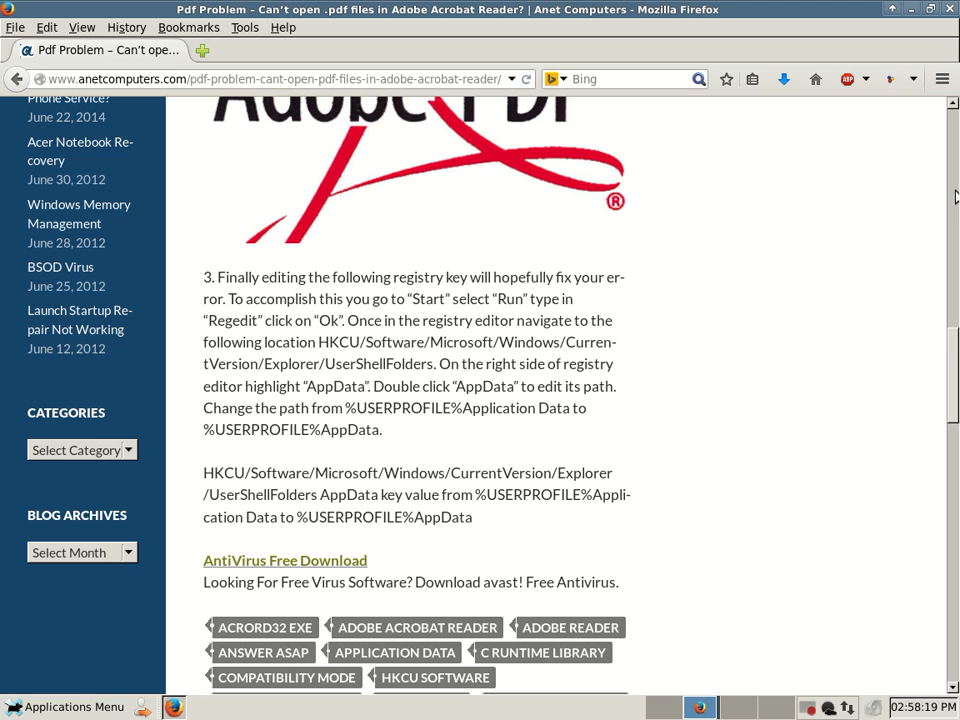 Pdf Problem – Can’t open .pdf files in Adobe Acrobat Reader? | Anet Computers - Mozilla Firefox
File Edit View History Bookmarks Tools Help
Pdf Problem – Can’t ope...
www.anetcomputers.com/pdf-problem-cant-open-pdf-files-in-adobe-acrobat-reader/
Bing
ABP
Phone Service?
June 22, 2014
Acer Notebook Re-
covery
June 30, 2012
Windows Memory
Management
June 28, 2012
BSOD Virus
June 25, 2012
Launch Startup Re-
pair Not Working
June 12, 2012
CATEGORIES
Select Category
BLOG ARCHIVES
Select Month
Adobe PDF
®
3. Finally editing the following registry key will hopefully fix your er-
ror. To accomplish this you go to “Start” select “Run” type in
“Regedit” click on “Ok”. Once in the registry editor navigate to the
following location HKCU/Software/Microsoft/Windows/Curren-
tVersion/Explorer/UserShellFolders. On the right side of registry
editor highlight “AppData”. Double click “AppData” to edit its path.
Change the path from %USERPROFILE%Application Data to
%USERPROFILE%AppData.
HKCU/Software/Microsoft/Windows/CurrentVersion/Explorer
/UserShellFolders AppData key value from %USERPROFILE%Appli-
cation Data to %USERPROFILE%AppData
AntiVirus Free Download
Looking For Free Virus Software? Download avast! Free Antivirus.
ACRORD32 EXE ADOBE ACROBAT READER ADOBE READER
ANSWER ASAP APPLICATION DATA C RUNTIME LIBRARY
COMPATIBILITY MODE HKCU SOFTWARE
Applications Menu
02:58:19 PM